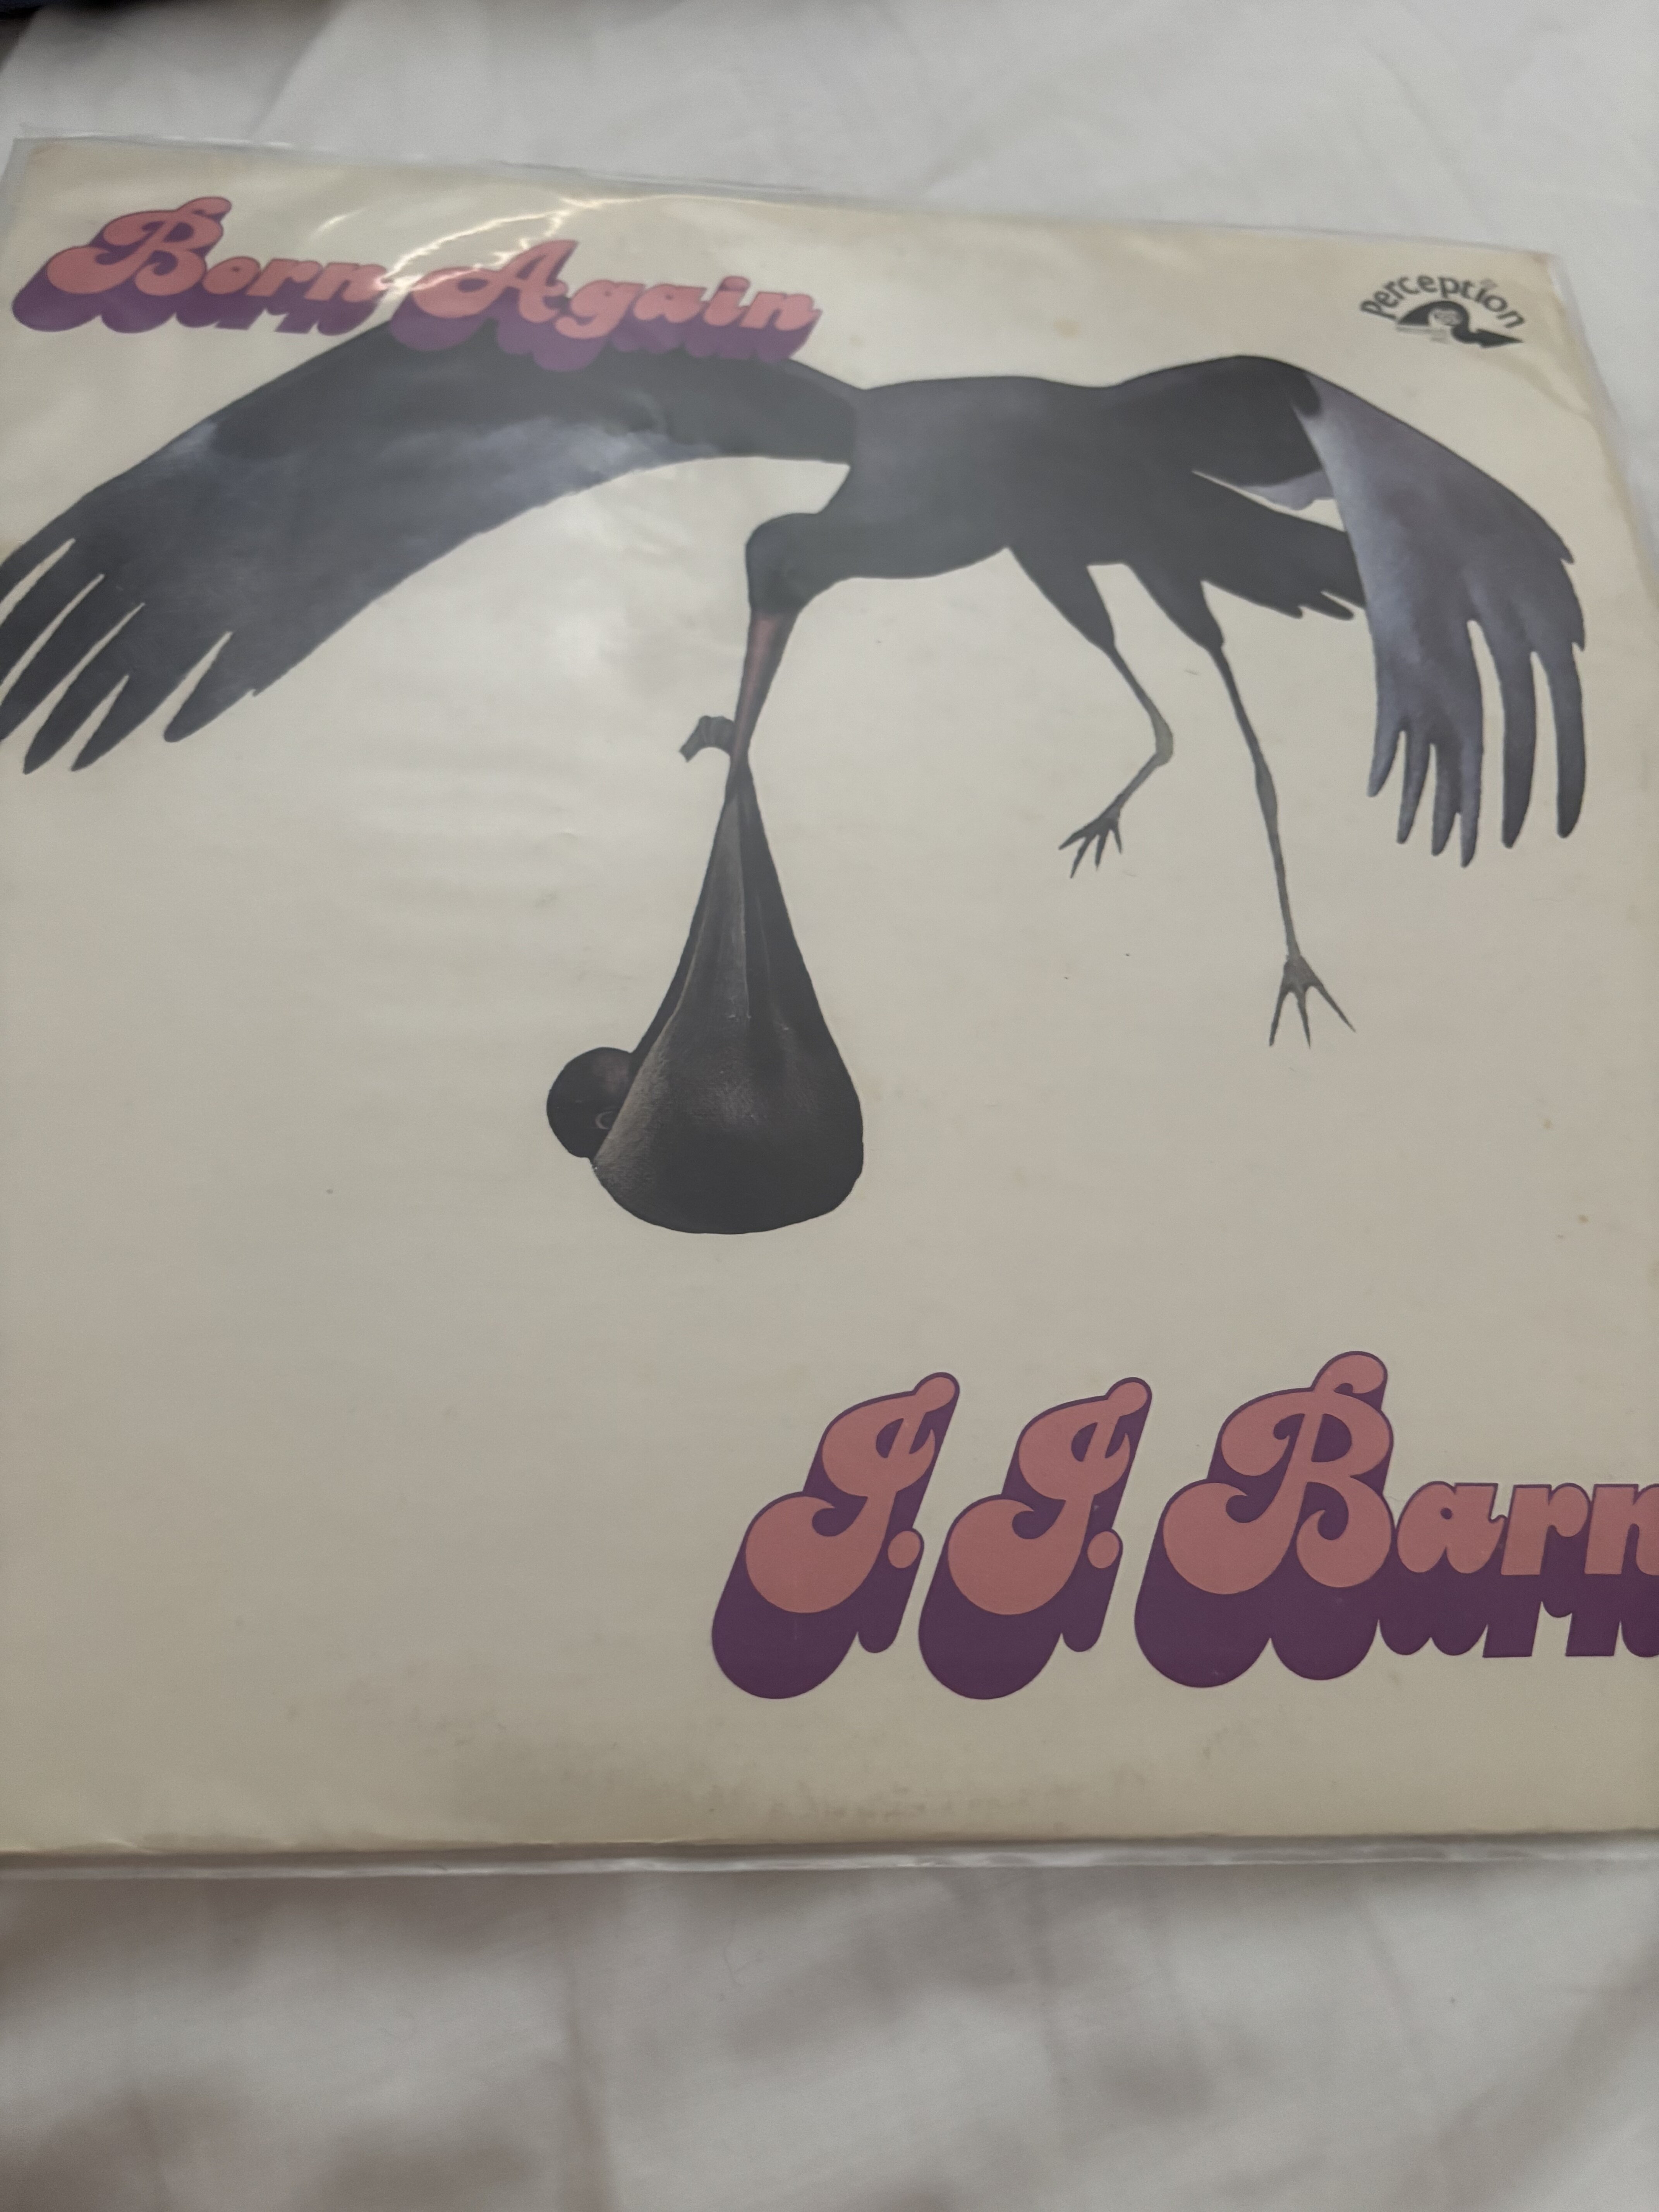 Born Again
Perception
J. J. Barn